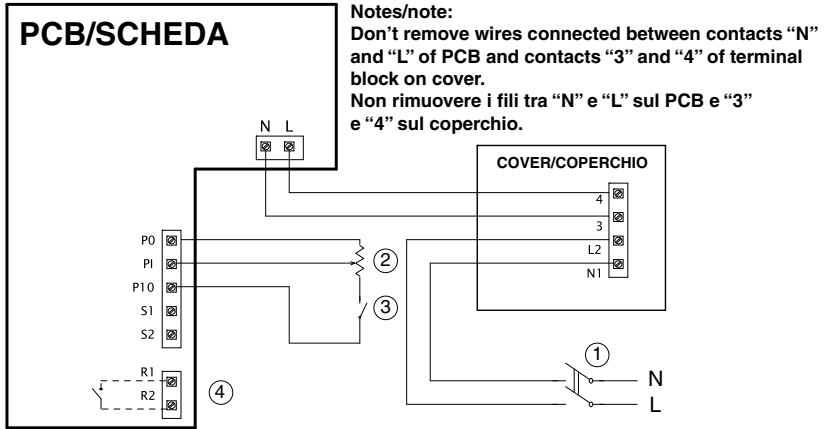 PCB/SCHEDA
Notes/note:
Don’t remove wires connected between contacts “N”
and “L” of PCB and contacts “3” and “4” of terminal
block on cover.
Non rimuovere i fili tra “N” e “L” sul PCB e “3”
e “4” sul coperchio.
N L
COVER/COPERCHIO
4
3
L2
N1
P0
PI
P10
S1
S2
2
3
R1
R2
4
1
N
L